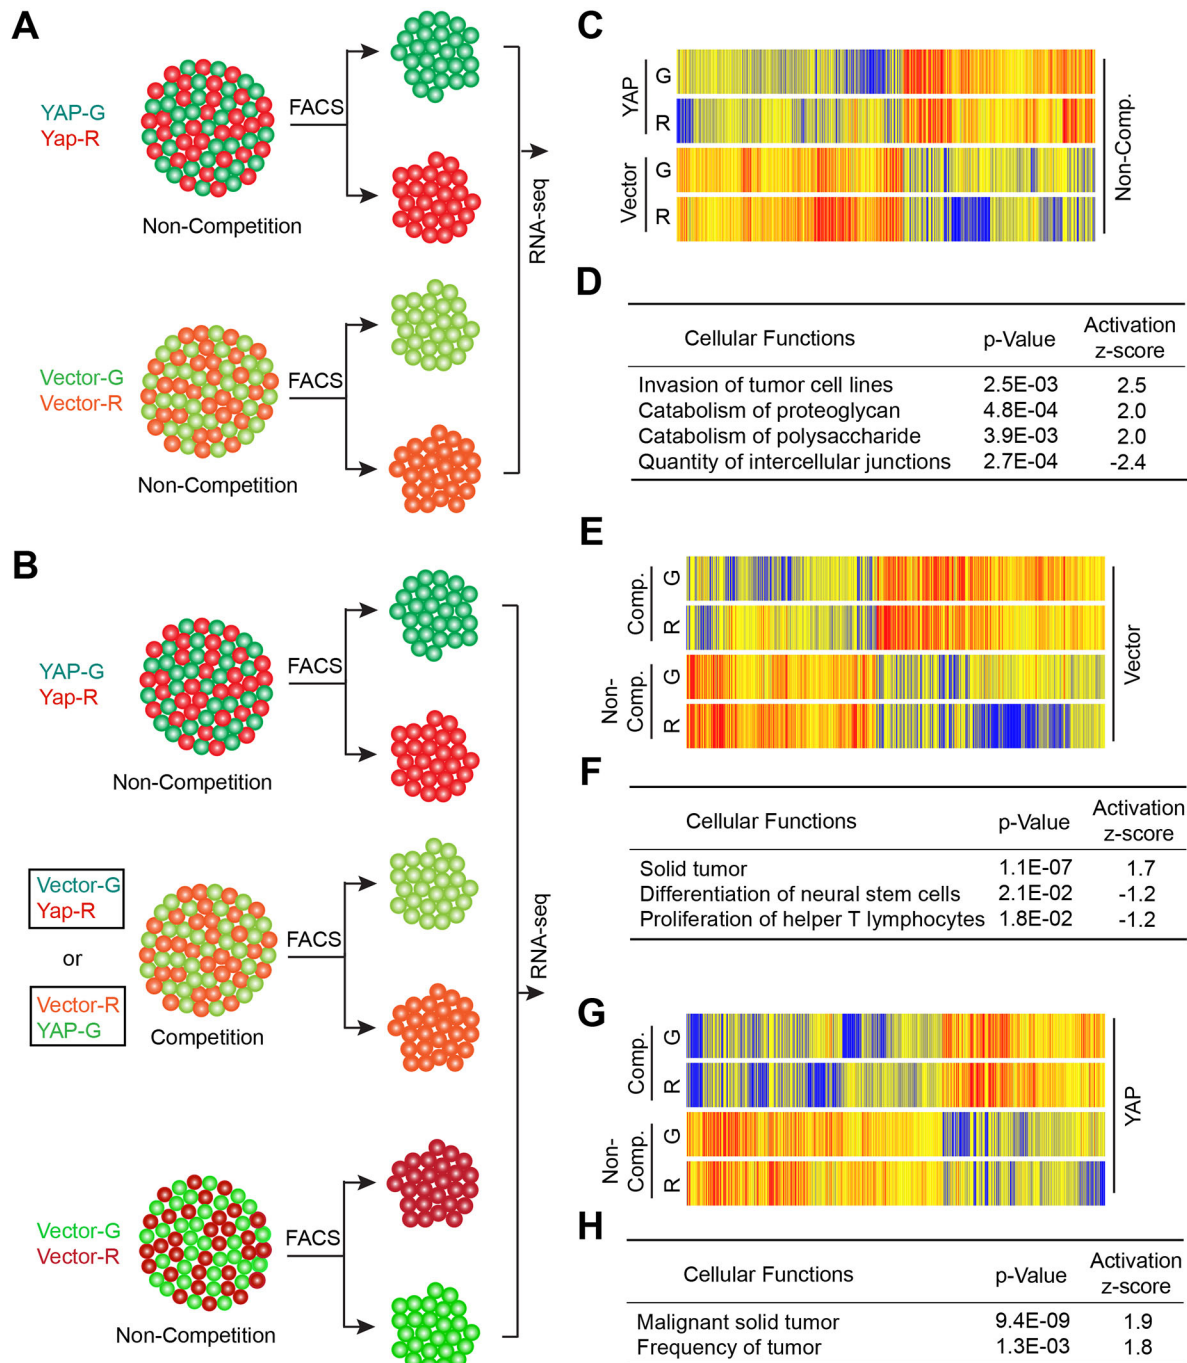 A
YAP-G
Yap-R
FACS
Non-Competition
Vector-G
Vector-R
FACS
Non-Competition
RNA-seq
B
YAP-G
Yap-R
FACS
Non-Competition
Vector-G
Yap-R
or
Vector-R
YAP-G
FACS
Competition
Vector-G
Vector-R
FACS
Non-Competition
RNA-seq
C
YAP
G
R
Vector
G
R
Non-Comp.
D
Cellular Functions p-Value Activation z-score
Invasion of tumor cell lines 2.5E-03 2.5
Catabolism of proteoglycan 4.8E-04 2.0
Catabolism of polysaccharide 3.9E-03 2.0
Quantity of intercellular junctions 2.7E-04 -2.4
E
Comp.
G
R
Non-
Comp.
G
R
Vector
F
Cellular Functions p-Value Activation z-score
Solid tumor 1.1E-07 1.7
Differentiation of neural stem cells 2.1E-02 -1.2
Proliferation of helper T lymphocytes 1.8E-02 -1.2
G
Comp.
G
R
Non-
Comp.
G
R
YAP
H
Cellular Functions p-Value Activation z-score
Malignant solid tumor 9.4E-09 1.9
Frequency of tumor 1.3E-03 1.8